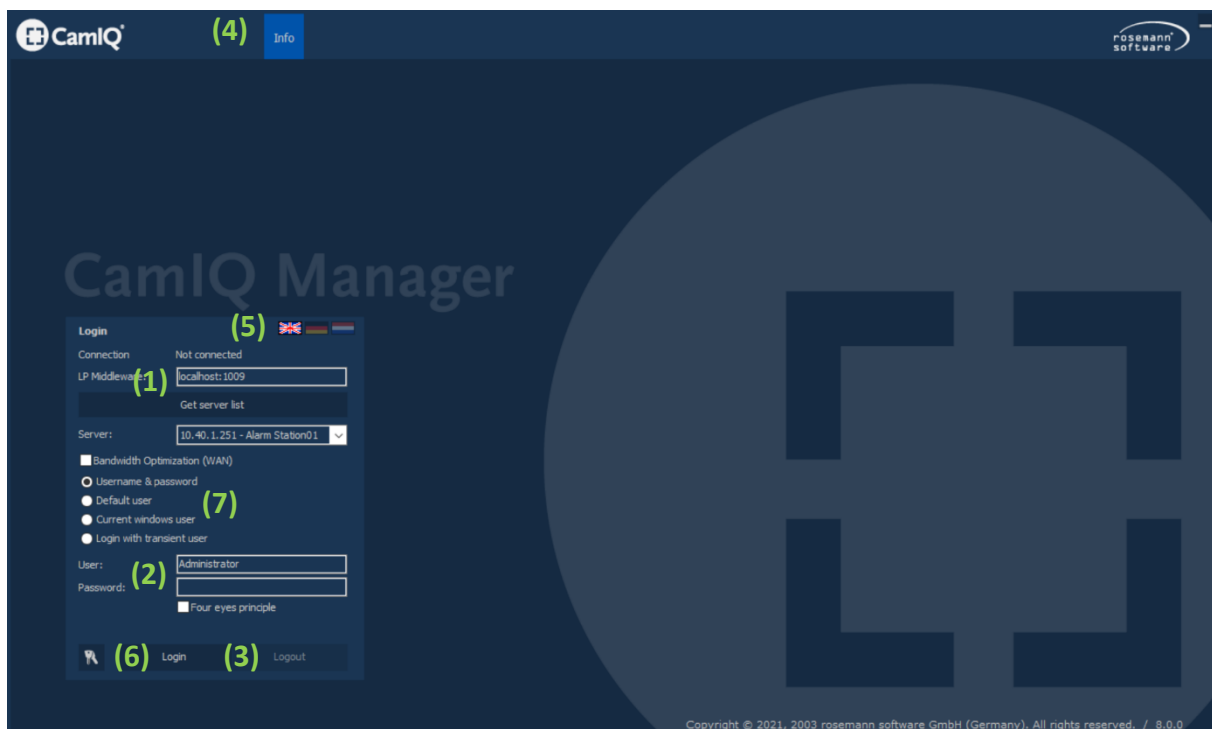 CamIQ (4) Info rosemann software
CamIQ Manager
Login (5)
Connection Not connected
LP Middleware: (1) localhost:1009
Get server list
Server: 10.40.1.251 - Alarm Station01
Bandwidth Optimization (WAN)
Username & password
Default user (7)
Current windows user
Login with transient user
User: Administrator
(2)
Password:
Four eyes principle
(6) Login (3) Logout
Copyright © 2021, 2003 rosemann software GmbH (Germany). All rights reserved. / 8.0.0